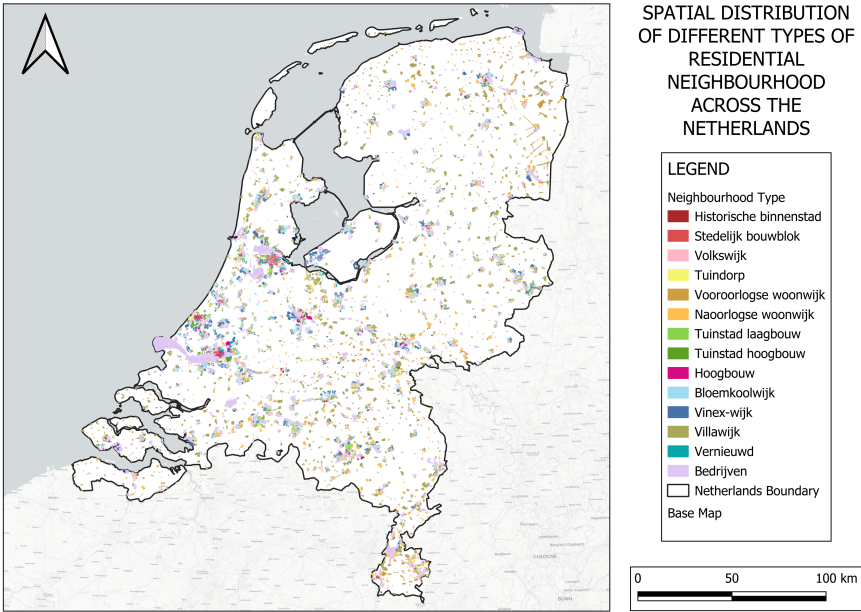 SPATIAL DISTRIBUTION
OF DIFFERENT TYPES OF
RESIDENTIAL
NEIGHBOURHOOD
ACROSS THE
NETHERLANDS
LEGEND
Neighbourhood Type
Historische binnenstad
Stedelijk bouwblok
Volkswijk
Tuindorp
Vooroorlogse woonwijk
Naoorlogse woonwijk
Tuinstad laagbouw
Tuinstad hoogbouw
Hoogbouw
Bloemkoolwijk
Vinex-wijk
Villawijk
Vernieuwd
Bedrijven
Netherlands Boundary
Base Map
COLOGNE
BONN
0 50 100 km